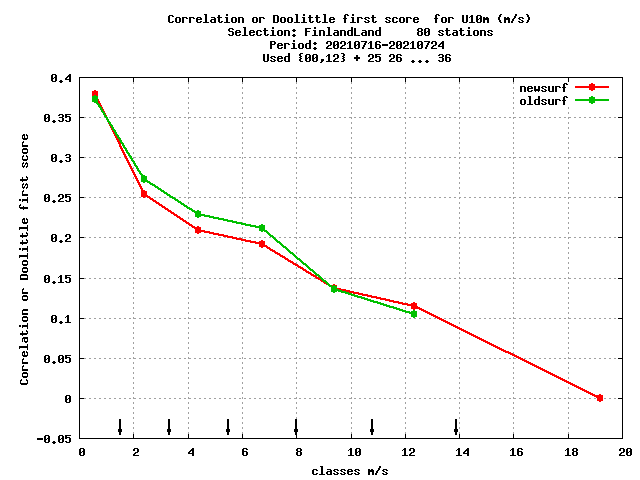 Correlation or Doolittle first score  for U10m (m/s)
Selection: FinlandLand     80 stations
Period: 20210716-20210724
Used {00,12} + 25 26 ... 36
newsurf
oldsurf
0.4
0.35
0.3
0.25
0.2
0.15
0.1
0.05
0
-0.05
Correlation or Doolittle first score
0 2 4 6 8 10 12 14 16 18 20
classes m/s